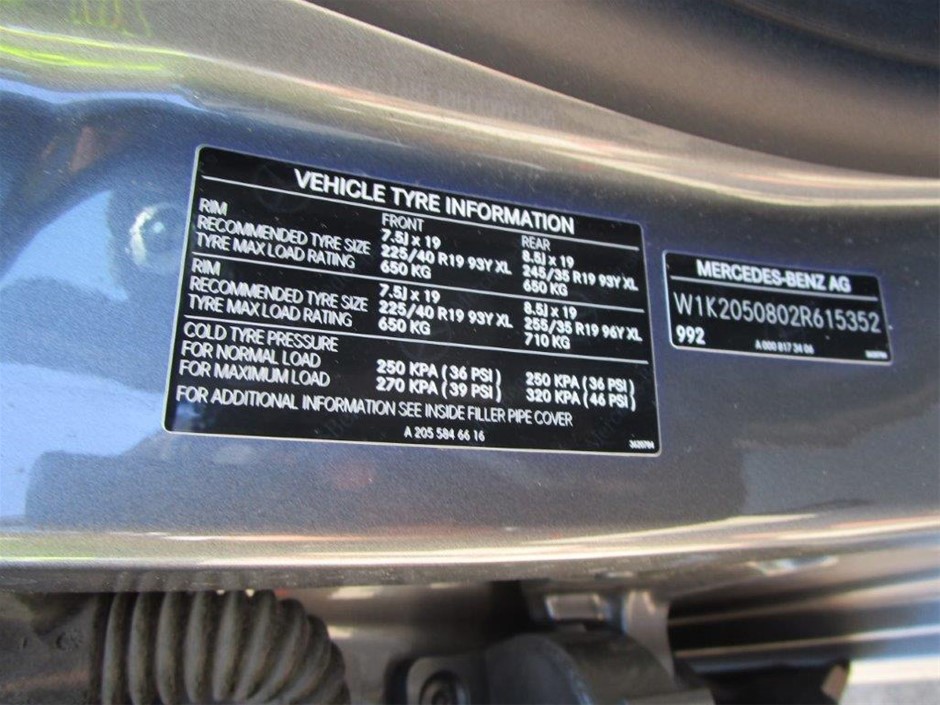 VEHICLE TYRE INFORMATION
FRONT REAR
RIM 7.5J x 19 8.5J x 19
RECOMMENDED TYRE SIZE 225/40 R19 93Y XL 245/35 R19 93Y XL
TYRE MAX LOAD RATING 650 KG 650 KG
RIM 7.5J x 19 8.5J x 19
RECOMMENDED TYRE SIZE 225/40 R19 93Y XL 255/35 R19 96Y XL
TYRE MAX LOAD RATING 650 KG 710 KG
COLD TYRE PRESSURE
FOR NORMAL LOAD 250 KPA ( 36 PSI ) 250 KPA ( 36 PSI )
FOR MAXIMUM LOAD 270 KPA ( 39 PSI ) 320 KPA ( 46 PSI )
FOR ADDITIONAL INFORMATION SEE INSIDE FILLER PIPE COVER
A 205 584 66 16
MERCEDES-BENZ AG
W1K2050802R615352
992 A 000 817 34 06